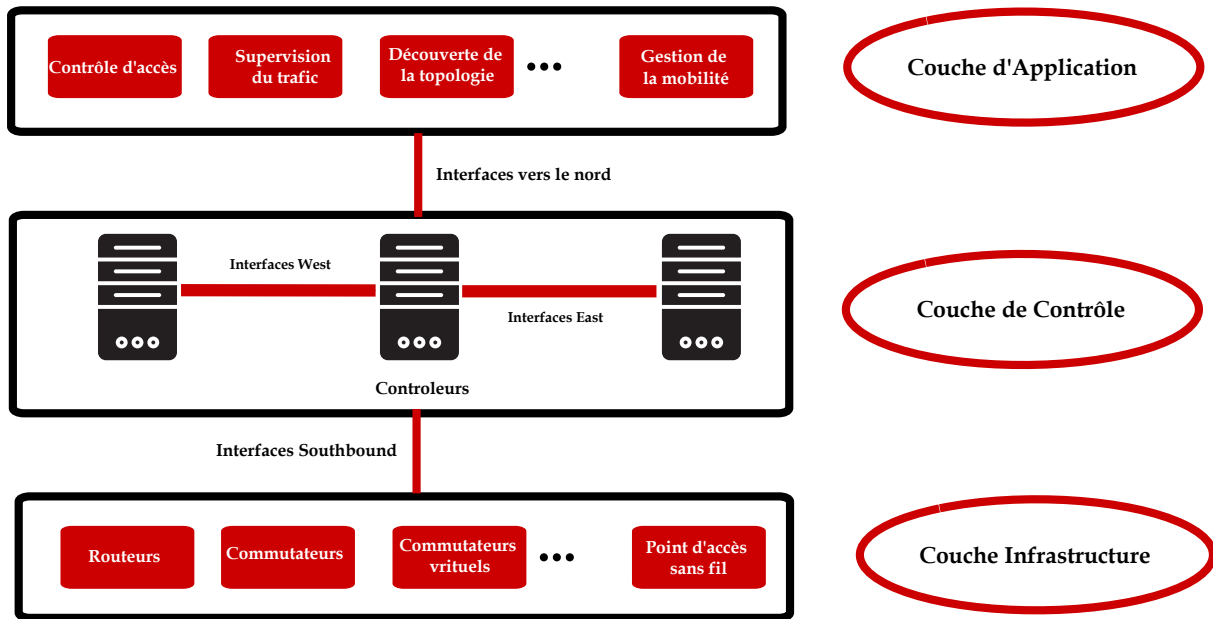 Contrôle d'accès
Supervision
du trafic
Découverte de
la topologie
•••
Gestion de
la mobilité
Couche d'Application
Interfaces vers le nord
Interfaces West
Interfaces East
Controleurs
Couche de Contrôle
Interfaces Southbound
Routeurs
Commutateurs
Commutateurs
vrituels
•••
Point d'accès
sans fil
Couche Infrastructure